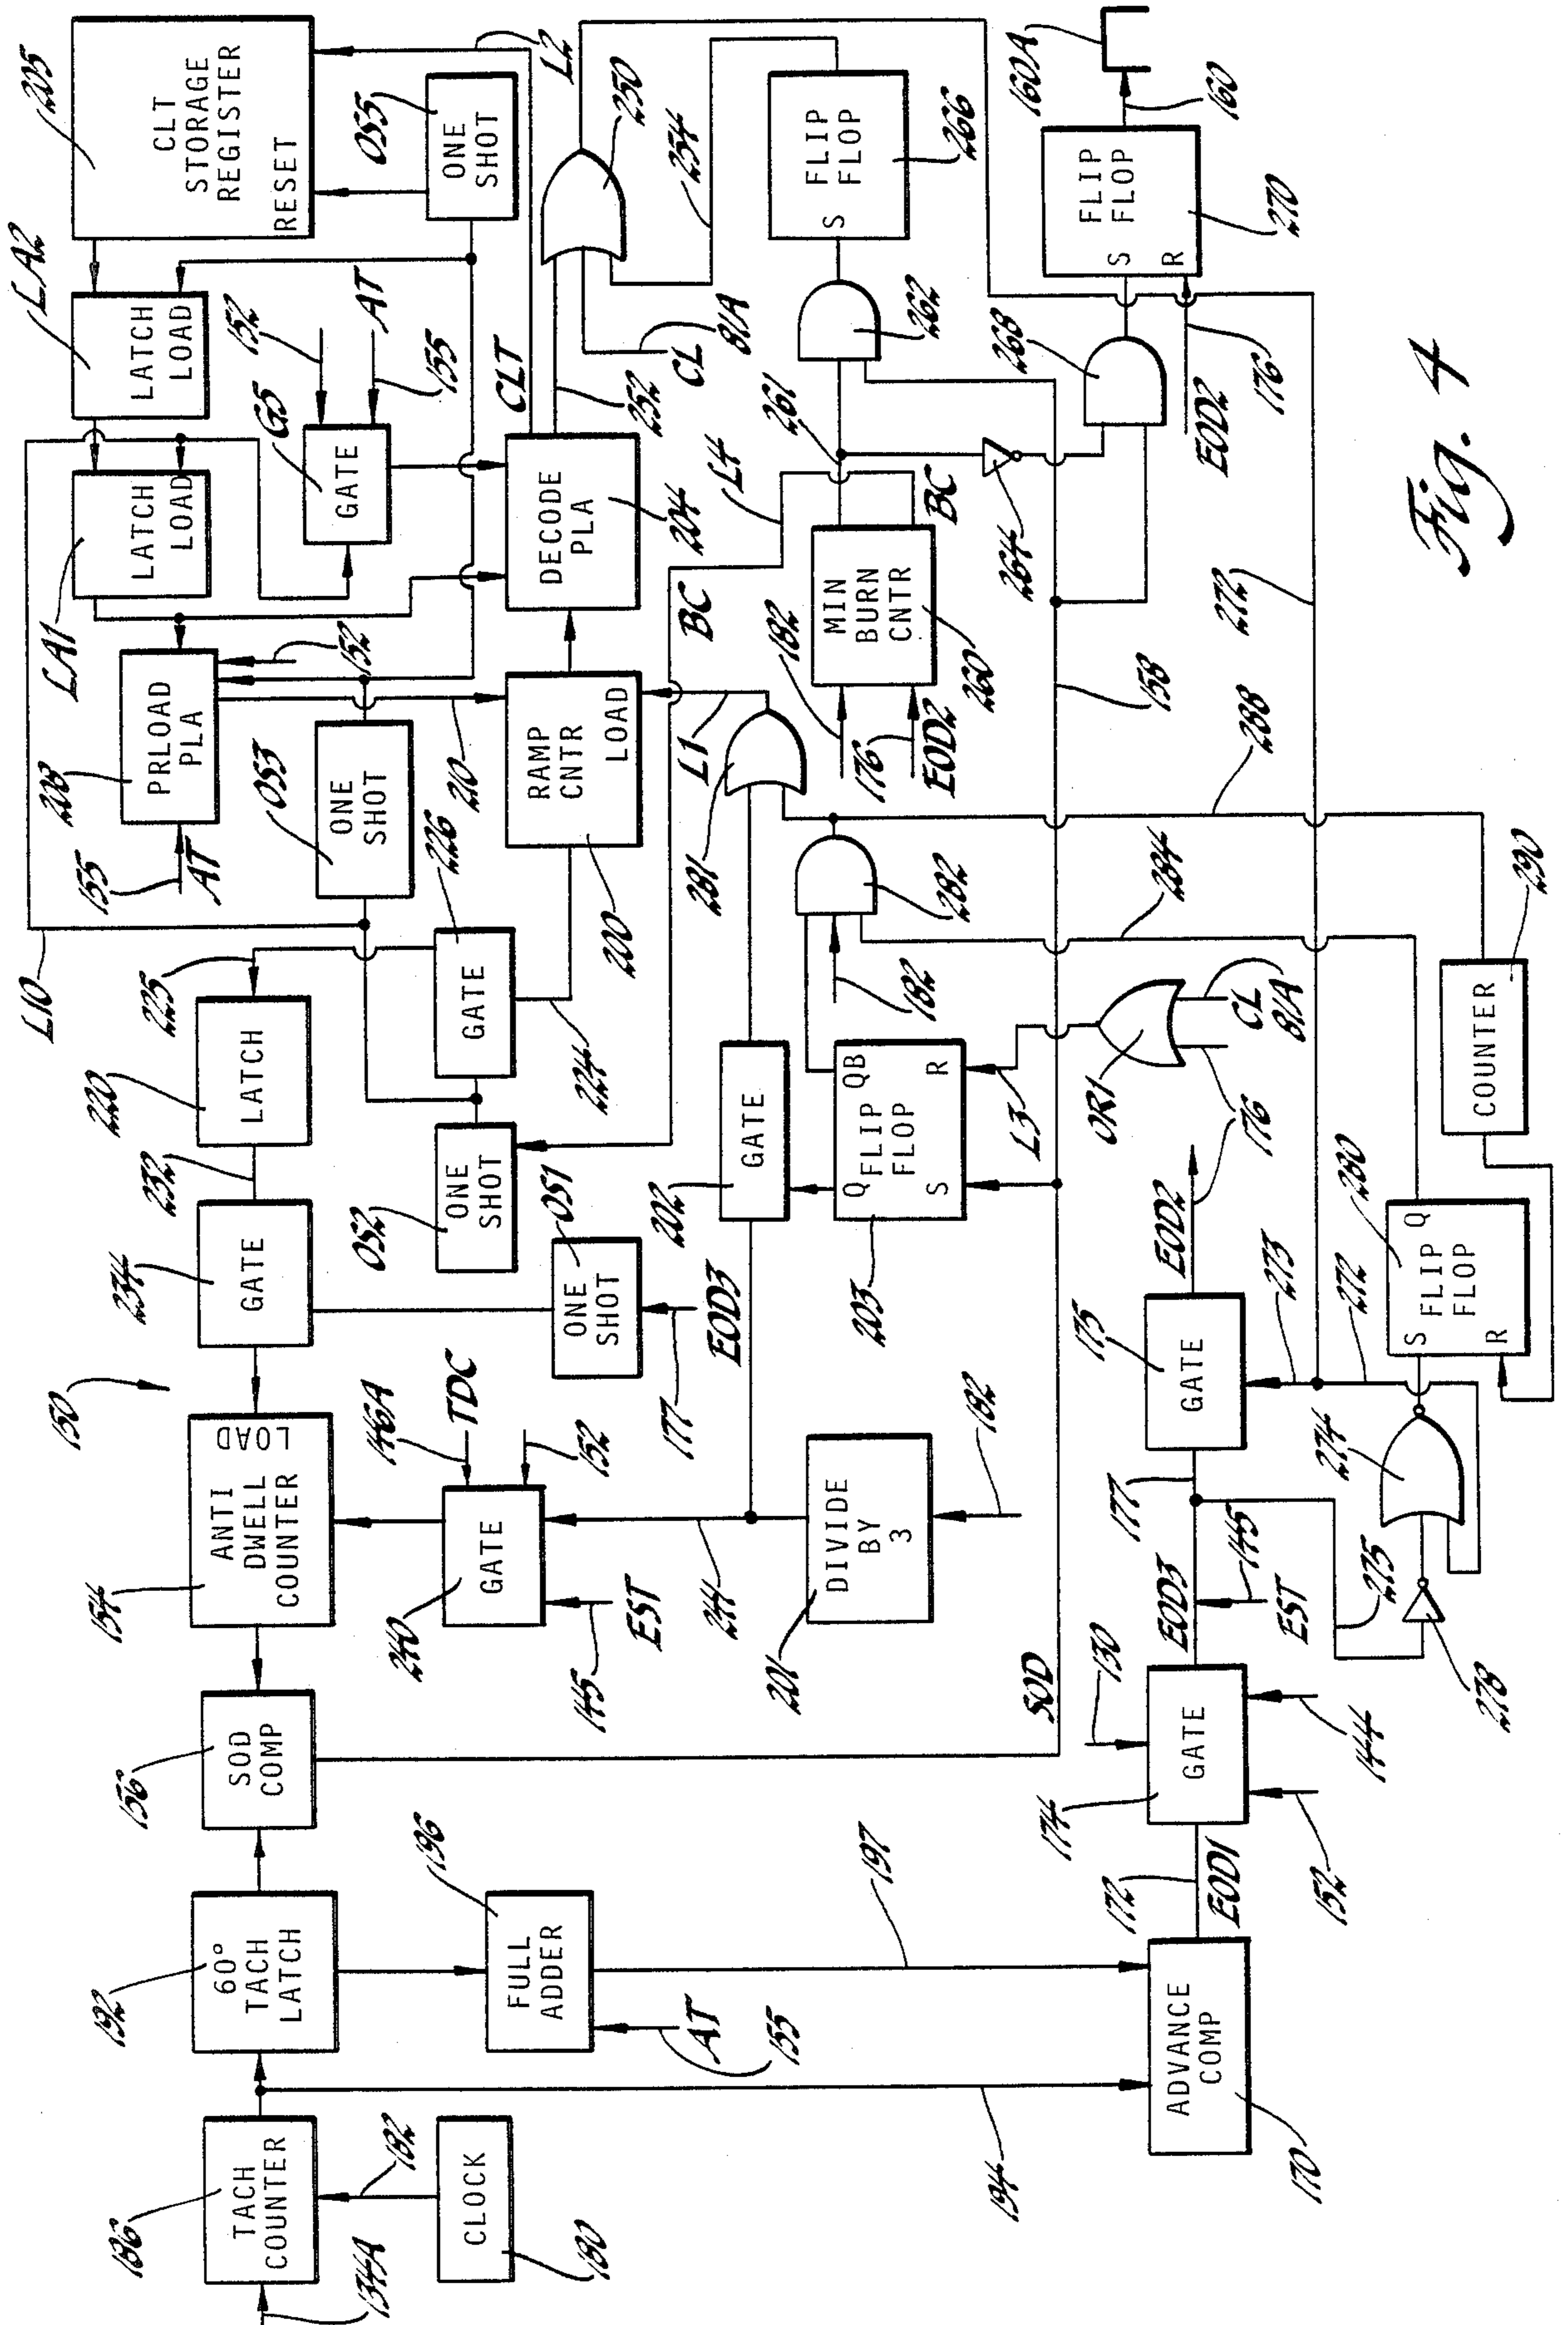 134A
186
TACH
COUNTER
182
CLOCK
180
192
60°
TACH
LATCH
196
FULL
ADDER
AT
155
197
194
ADVANCE
COMP
170
172
EOD1
156
SOD
COMP
154
ANTI
DWELL
COUNTER
LOAD
150
240
GATE
145
EST
146A
TDC
152
244
201
DIVIDE
BY
3
182
SOD
174
GATE
130
152
144
EOD3
EST
145
275
278
177
175
GATE
EOD2
176
273
272
274
280
S
FLIP
FLOP
Q
R
COUNTER
290
234
GATE
232
220
LATCH
225
L10
OS2
ONE
SHOT
OS1
ONE
SHOT
177
EOD3
202
GATE
203
Q
FLIP
FLOP
QB
S
R
L3
OR1
176
CL
81A
226
GATE
224
200
RAMP
CNTR
LOAD
155
AT
208
PRLOAD
PLA
152
OS3
ONE
SHOT
210
281
L1
282
182
284
288
BC
LA1
LATCH
LOAD
LA2
LATCH
LOAD
205
CLT
STORAGE
REGISTER
RESET
G5
GATE
152
AT
155
OS5
ONE
SHOT
L2
DECODE
PLA
204
CLT
252
CL
81A
250
254
182
176
EOD2
MIN
BURN
CNTR
260
BC
L4
261
262
264
158
272
S
FLIP
FLOP
266
268
EOD2
176
S
R
FLIP
FLOP
270
160
160A
Fig. 4